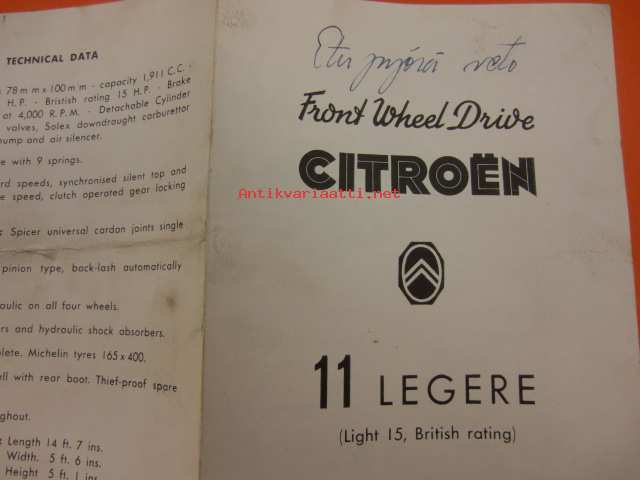 TECHNICAL DATA
78 m m x 100 m m - capacity 1,911 C.C. -
H.P. - Bristish rating 15 H.P. - Brake
at 4,000 R.P.M. - Detachable Cylinder
valves, Solex downdraught carburettor
pump and air silencer.
e with 9 springs.
rd speeds, synchronised silent top and
e speed, clutch operated gear locking
: Spicer universal cardan joints single
pinion type, back-lash automatically
aulic on all four wheels.
rs and hydraulic shock absorbers.
plete. Michelin tyres 165 x 400.
ll with rear boot. Thief-proof spare
ghout.
Length 14 ft. 7 ins.
Width. 5 ft. 6 ins.
Height 5 ft. 1 ins.
Etu pyörä veto
Front Wheel Drive
CITROËN
Antikvariaatti.net
11 LEGERE
(Light 15, British rating)